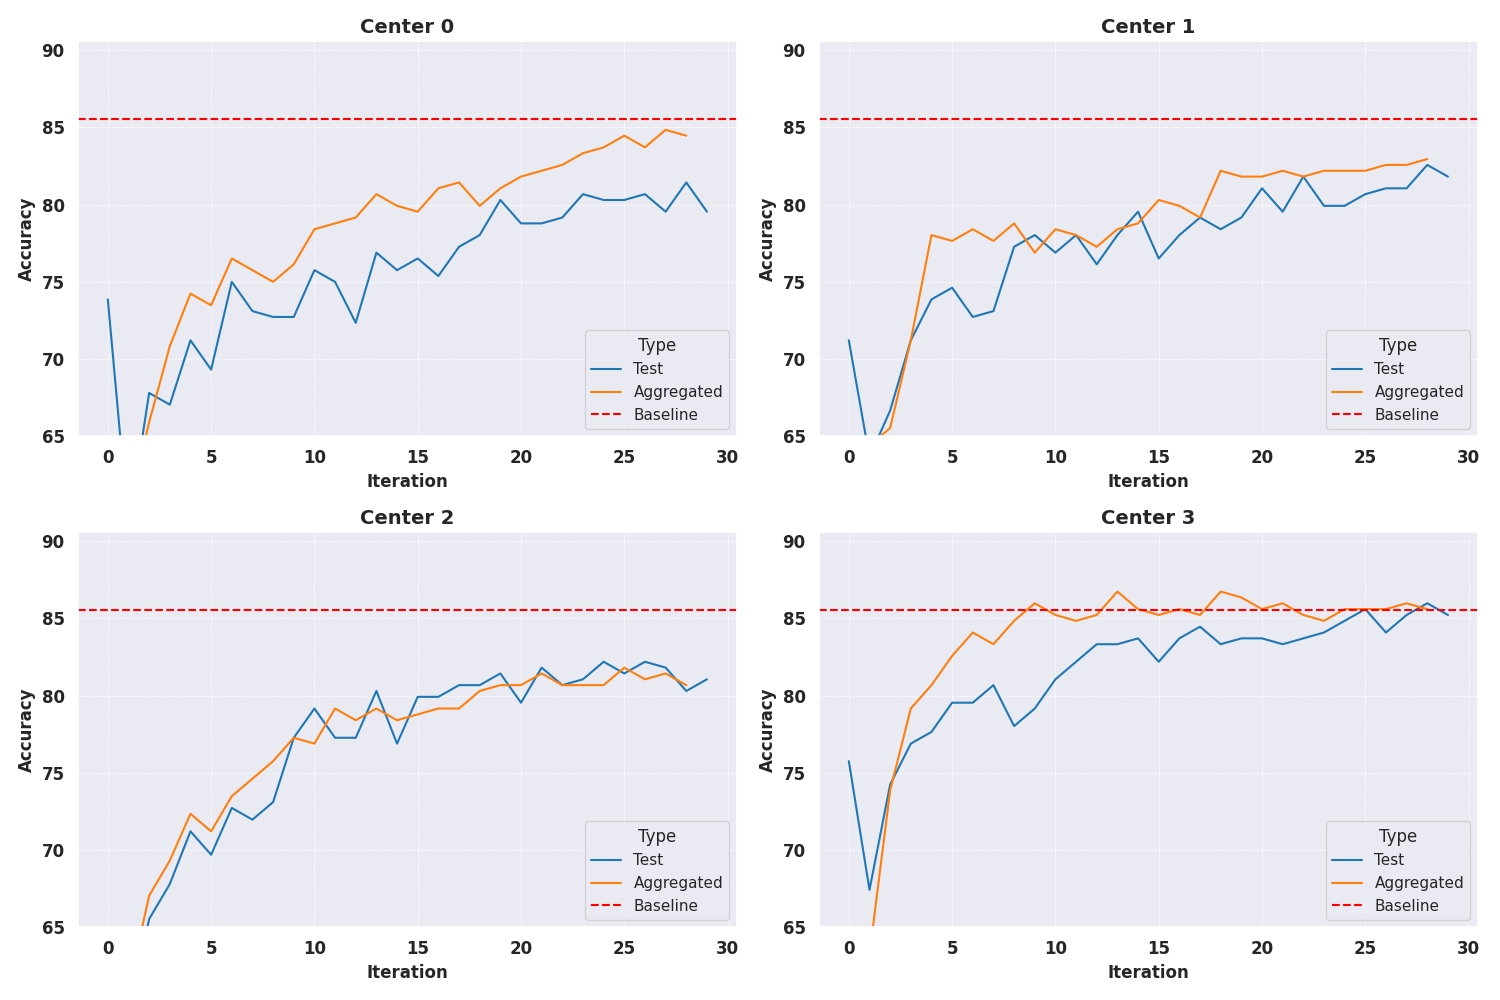 Center 0
90
85
80
75
70
65
Accuracy
0 5 10 15 20 25 30
Iteration
Type
Test
Aggregated
Baseline
Center 1
90
85
80
75
70
65
Accuracy
0 5 10 15 20 25 30
Iteration
Type
Test
Aggregated
Baseline
Center 2
90
85
80
75
70
65
Accuracy
0 5 10 15 20 25 30
Iteration
Type
Test
Aggregated
Baseline
Center 3
90
85
80
75
70
65
Accuracy
0 5 10 15 20 25 30
Iteration
Type
Test
Aggregated
Baseline